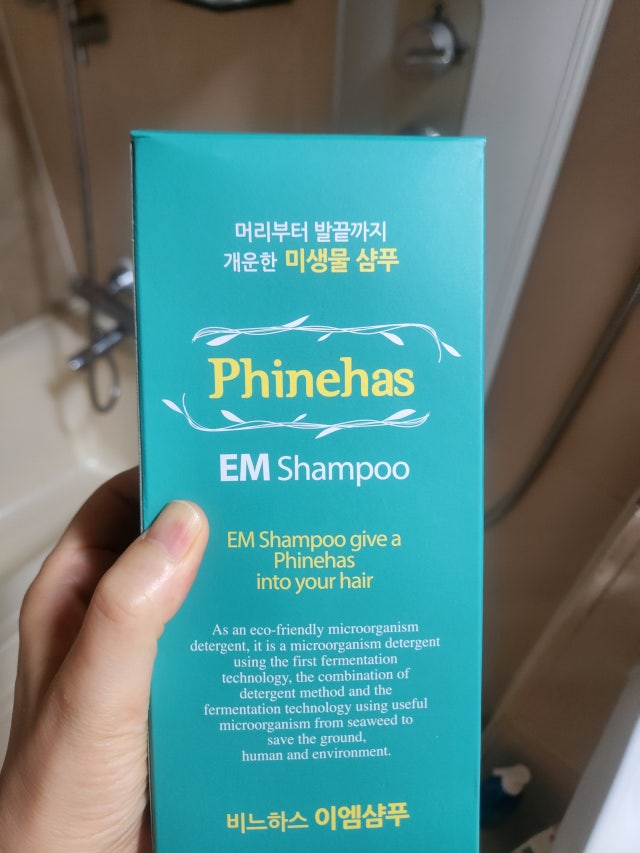 머리부터 발끝까지
개운한 미생물 샴푸
Phinehas
EM Shampoo
EM Shampoo give a
Phinehas
into your hair
As an eco-friendly microorganism
detergent, it is a microorganism detergent
using the first fermentation
technology, the combination of
detergent method and the
fermentation technology using useful
microorganism from seaweed to
save the ground,
human and environment.
비느하스 이엠샴푸